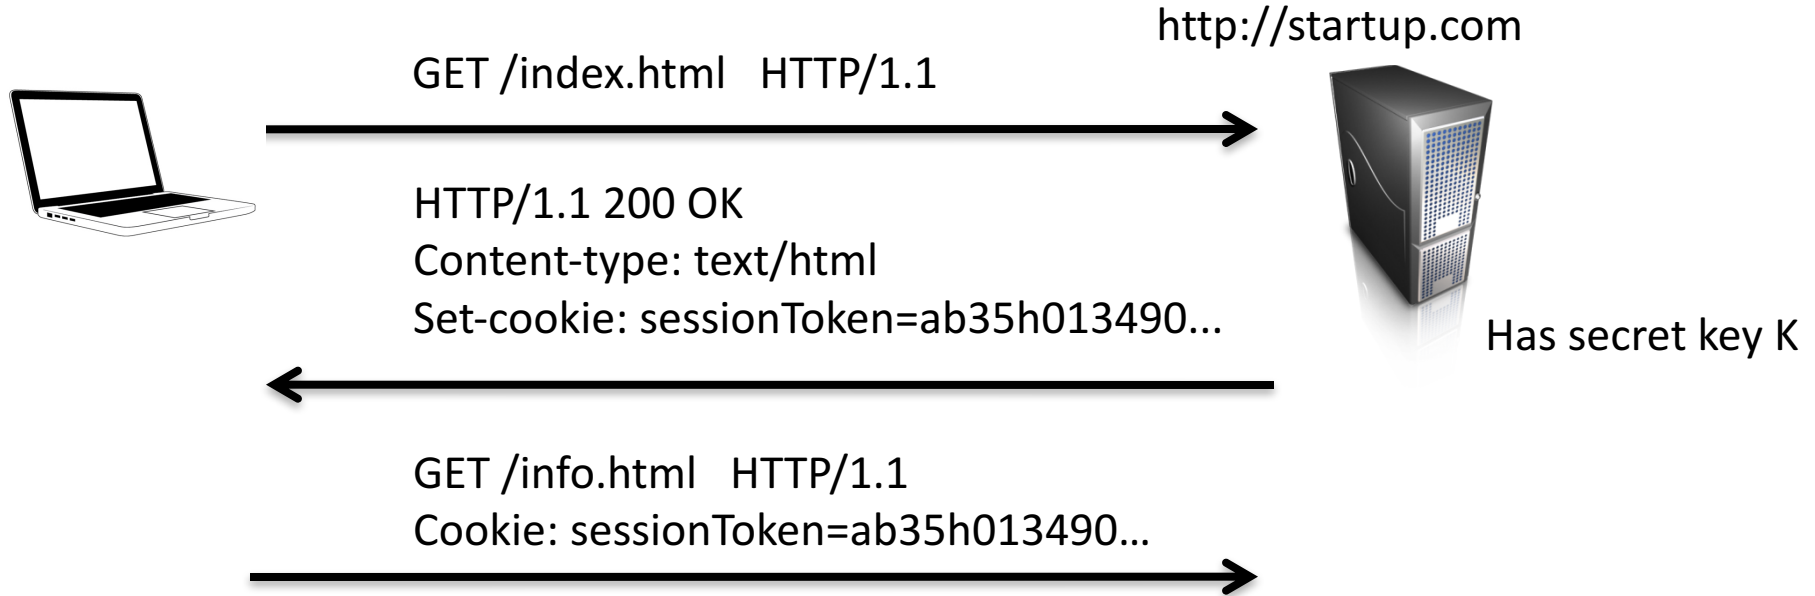 http://startup.com
GET /index.html   HTTP/1.1
HTTP/1.1 200 OK
Content-type: text/html
Set-cookie: sessionToken=ab35h013490...
Has secret key K
GET /info.html   HTTP/1.1
Cookie: sessionToken=ab35h013490…